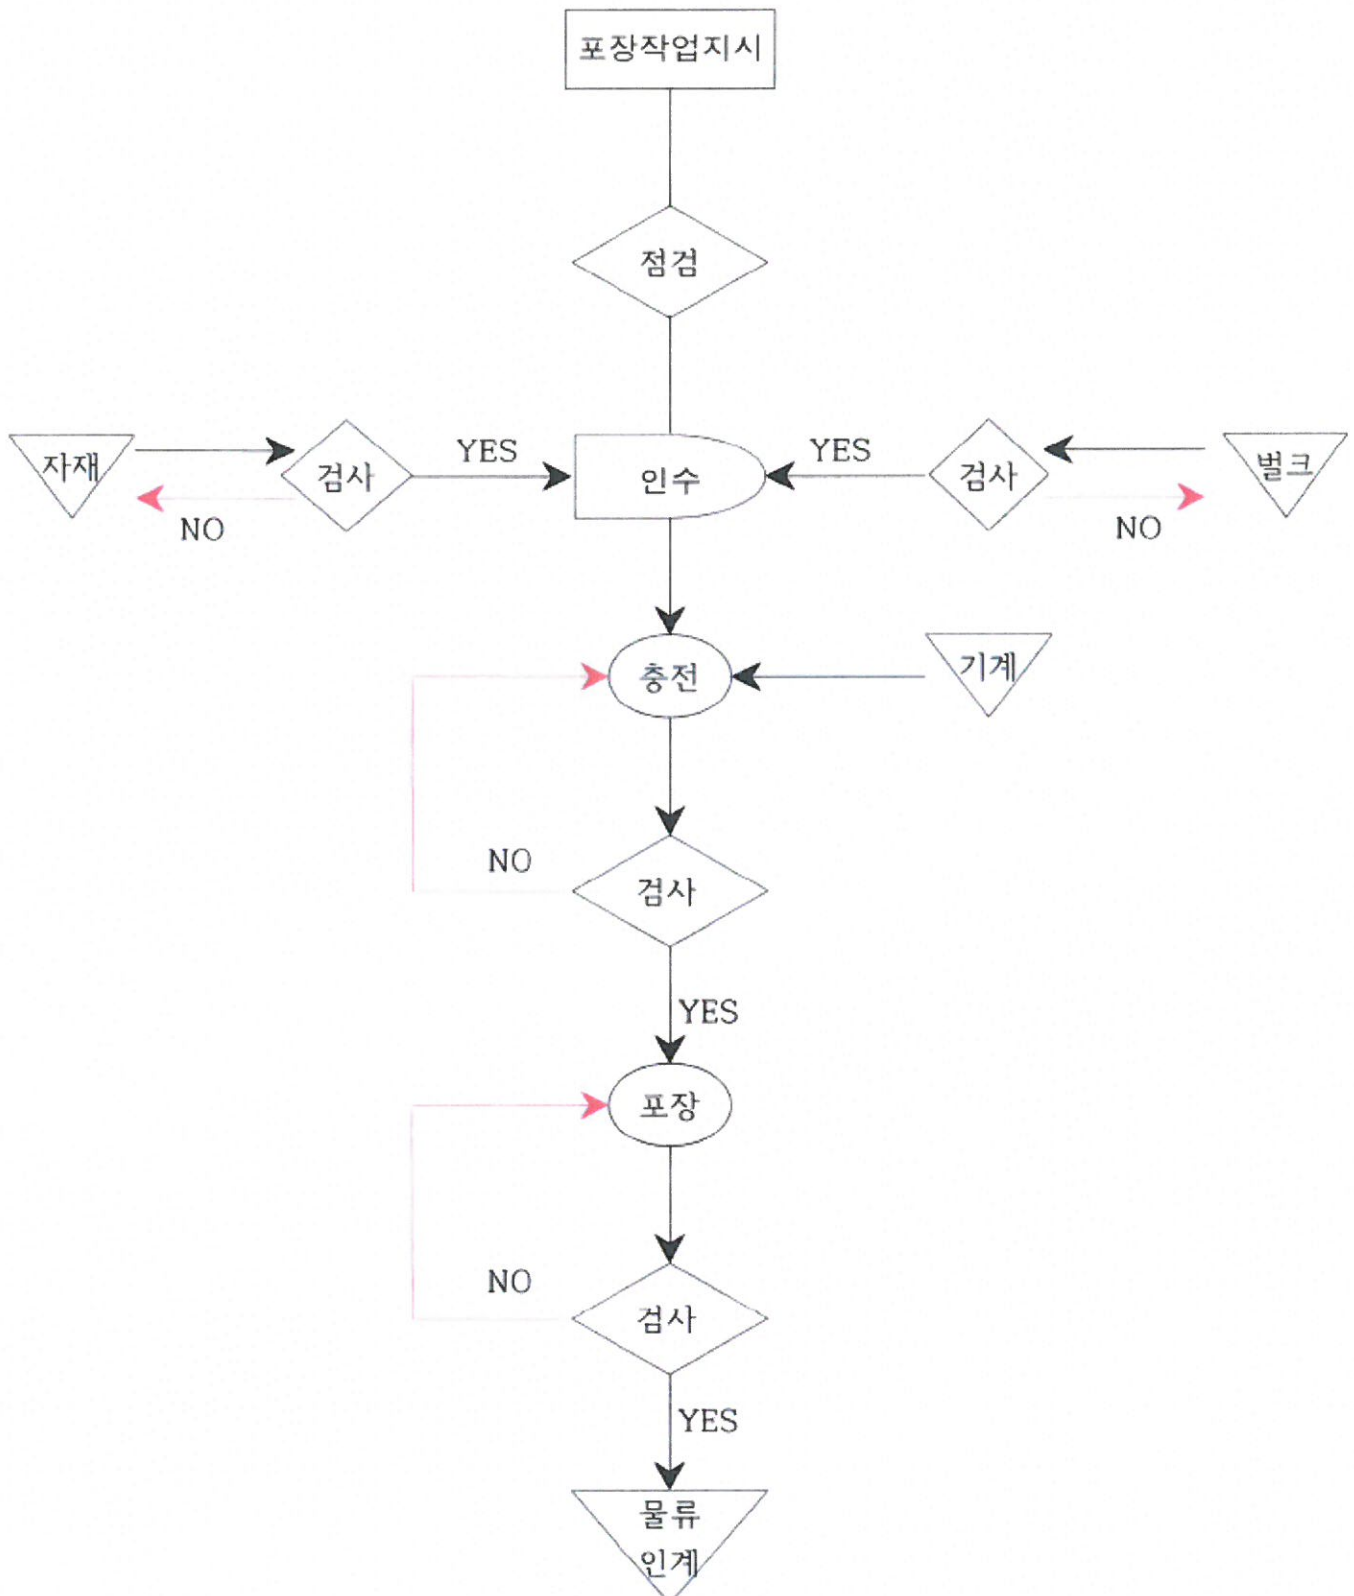 포장작업지시
점검
자재
검사
YES
인수
YES
검사
벌크
NO
NO
충전
기계
NO
검사
YES
포장
NO
검사
YES
물류
인계